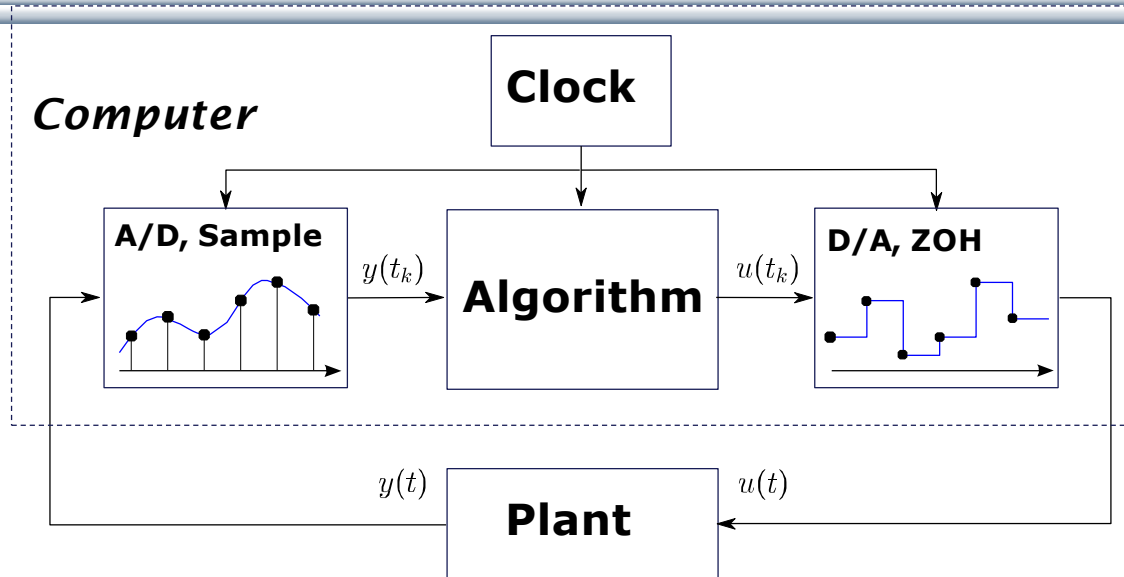 Clock
Computer
A/D, Sample
D/A, ZOH
y(t_k)
u(t_k)
Algorithm
y(t)
u(t)
Plant